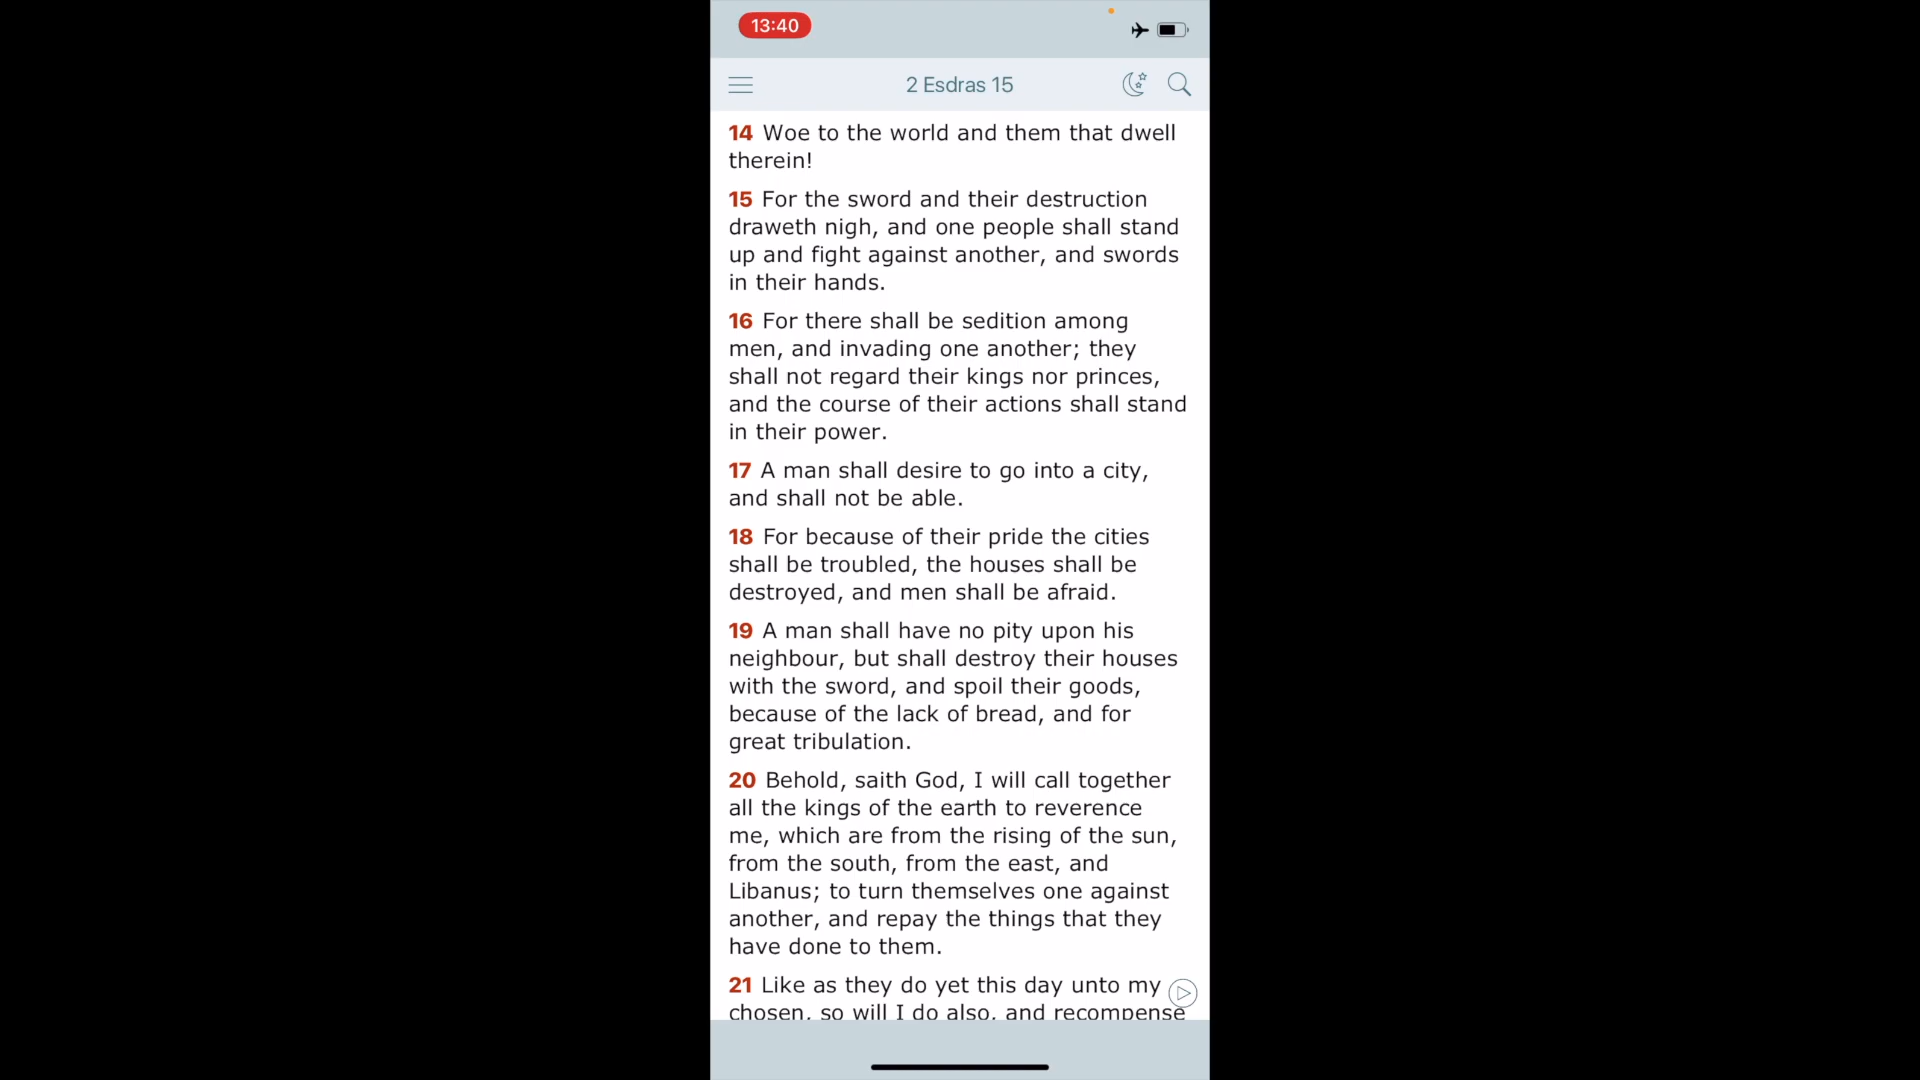 13:40
2 Esdras 15
14 Woe to the world and them that dwell
therein!
15 For the sword and their destruction
draweth nigh, and one people shall stand
up and fight against another, and swords
in their hands.
16 For there shall be sedition among
men, and invading one another; they
shall not regard their kings nor princes,
and the course of their actions shall stand
in their power.
17 A man shall desire to go into a city,
and shall not be able.
18 For because of their pride the cities
shall be troubled, the houses shall be
destroyed, and men shall be afraid.
19 A man shall have no pity upon his
neighbour, but shall destroy their houses
with the sword, and spoil their goods,
because of the lack of bread, and for
great tribulation.
20 Behold, saith God, I will call together
all the kings of the earth to reverence
me, which are from the rising of the sun,
from the south, from the east, and
Libanus; to turn themselves one against
another, and repay the things that they
have done to them.
21 Like as they do yet this day unto my
chosen, so will I do also, and recompense